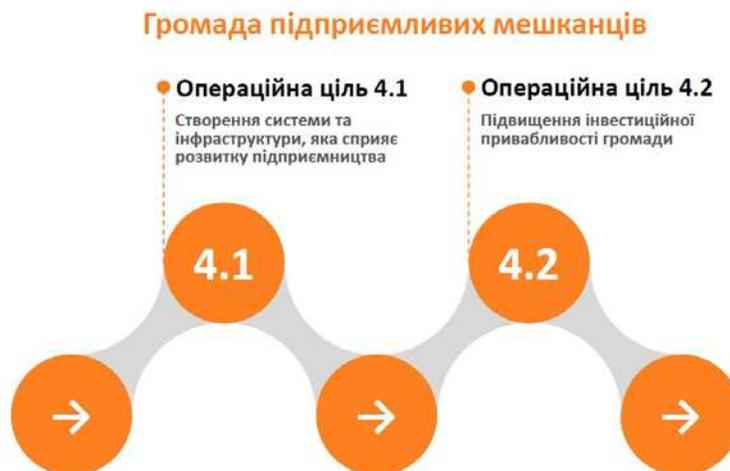 Громада підприємливих мешканців
Операційна ціль 4.1
Створення системи та
інфраструктури, яка сприяє
розвитку підприємництва
Операційна ціль 4.2
Підвищення інвестиційної
привабливості громади
4.1
4.2